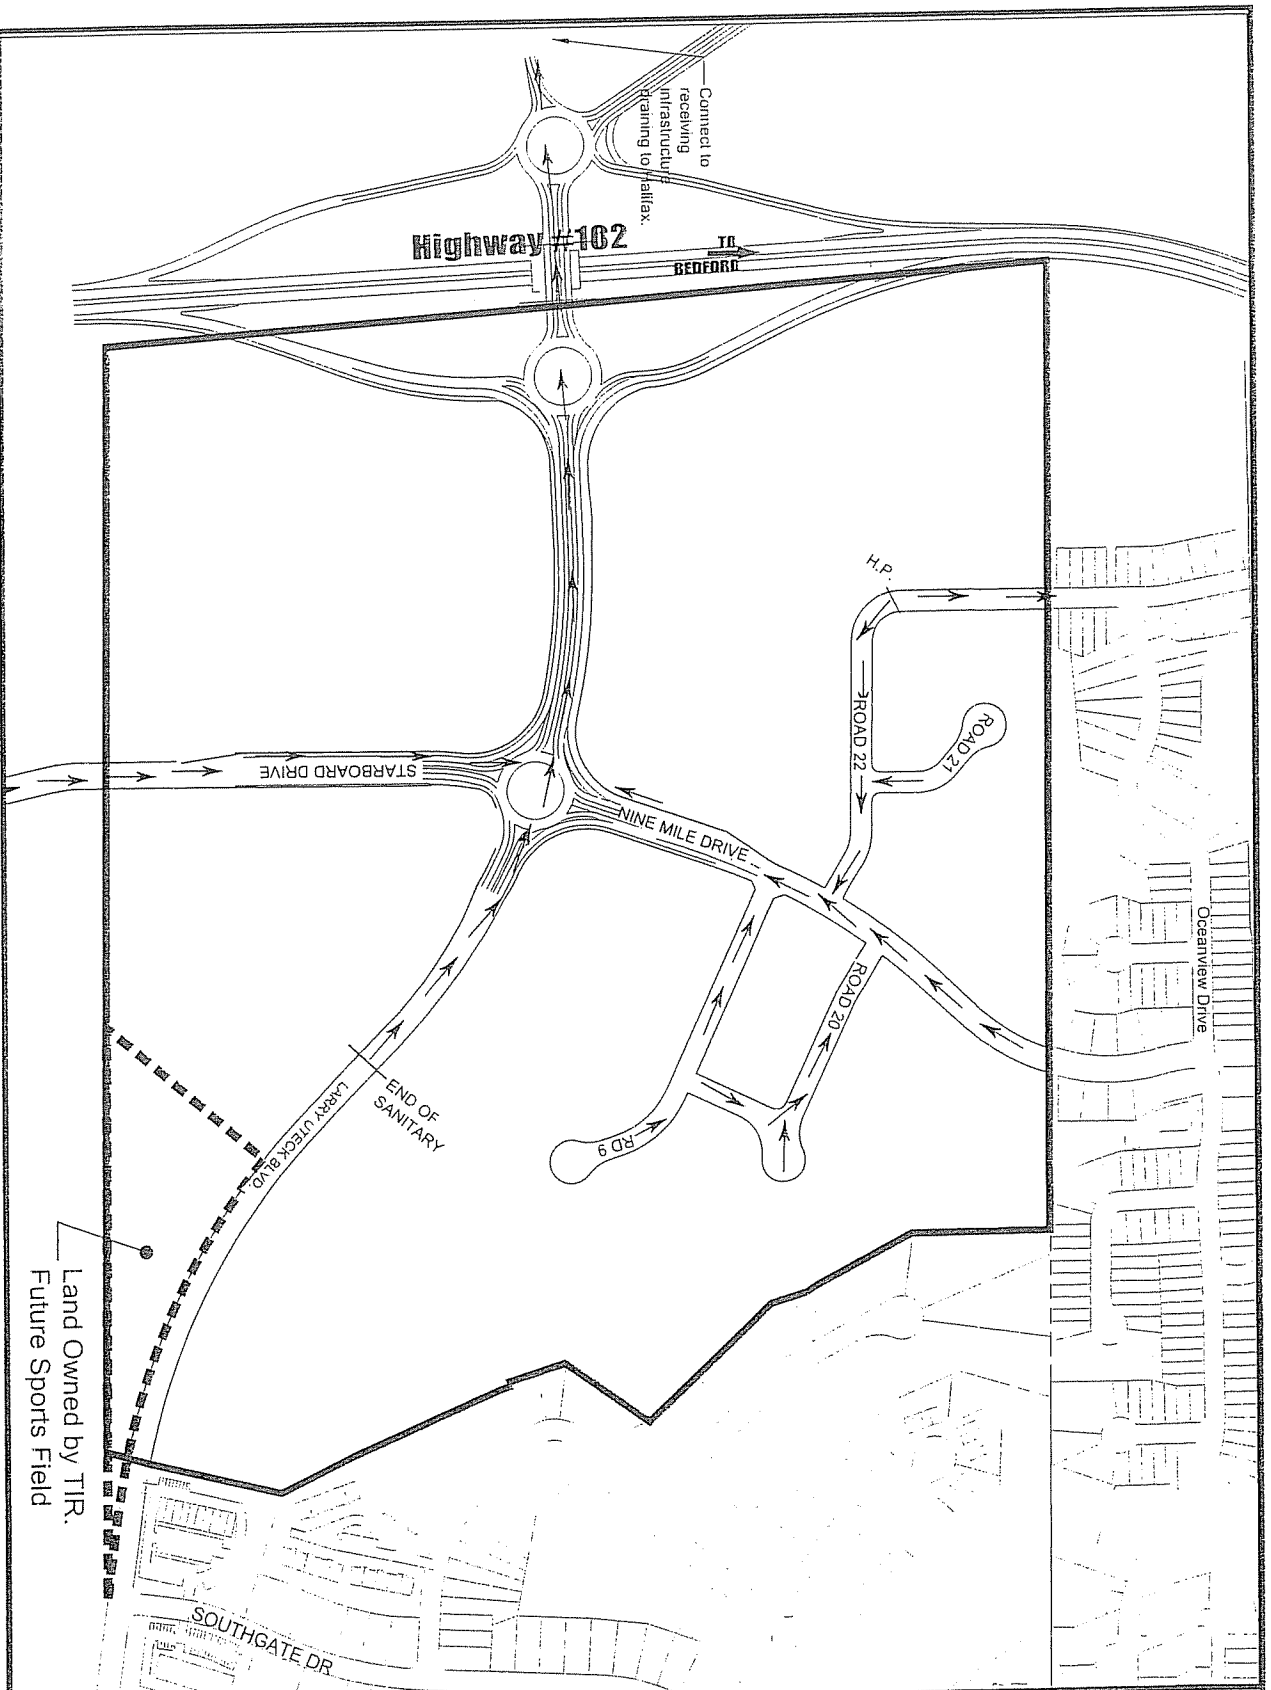 Connect to
receiving
infrastructure
draining to Halifax.
Highway #102
TO
BEDFORD
H.P.
ROAD 22
ROAD 21
STARBOARD DRIVE
NINE MILE DRIVE
Oceanview Drive
ROAD 20
END OF
SANITARY
LARRY UTECK BLVD.
RD 9
Land Owned by TIR.
Future Sports Field
SOUTHGATE DR